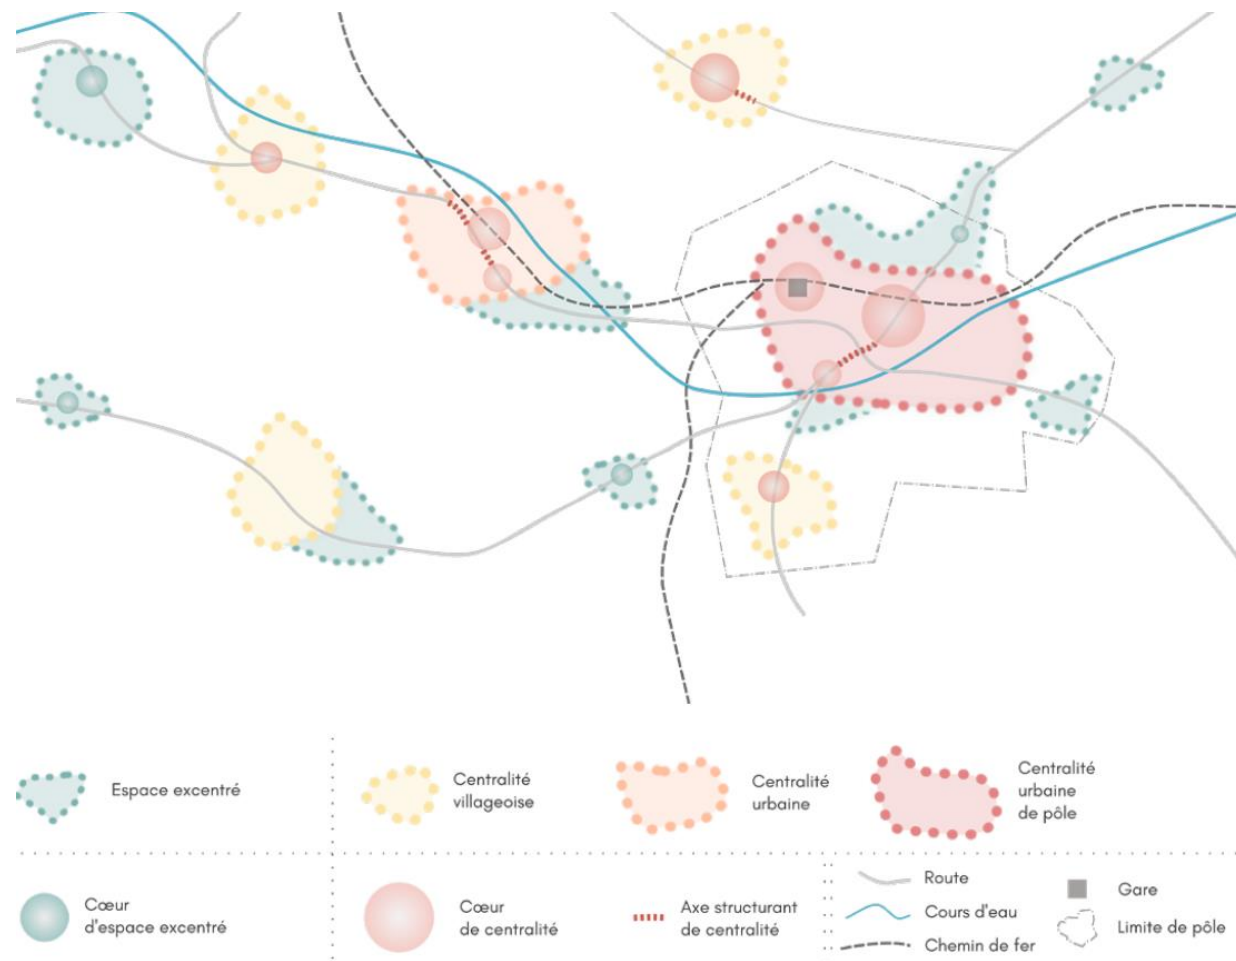 Espace excentré
Centralité
villageoise
Centralité
urbaine
Centralité
urbaine
de pôle
Cœur
d'espace excentré
Cœur
de centralité
Axe structurant
de centralité
Route
Cours d'eau
Chemin de fer
Gare
Limite de pôle